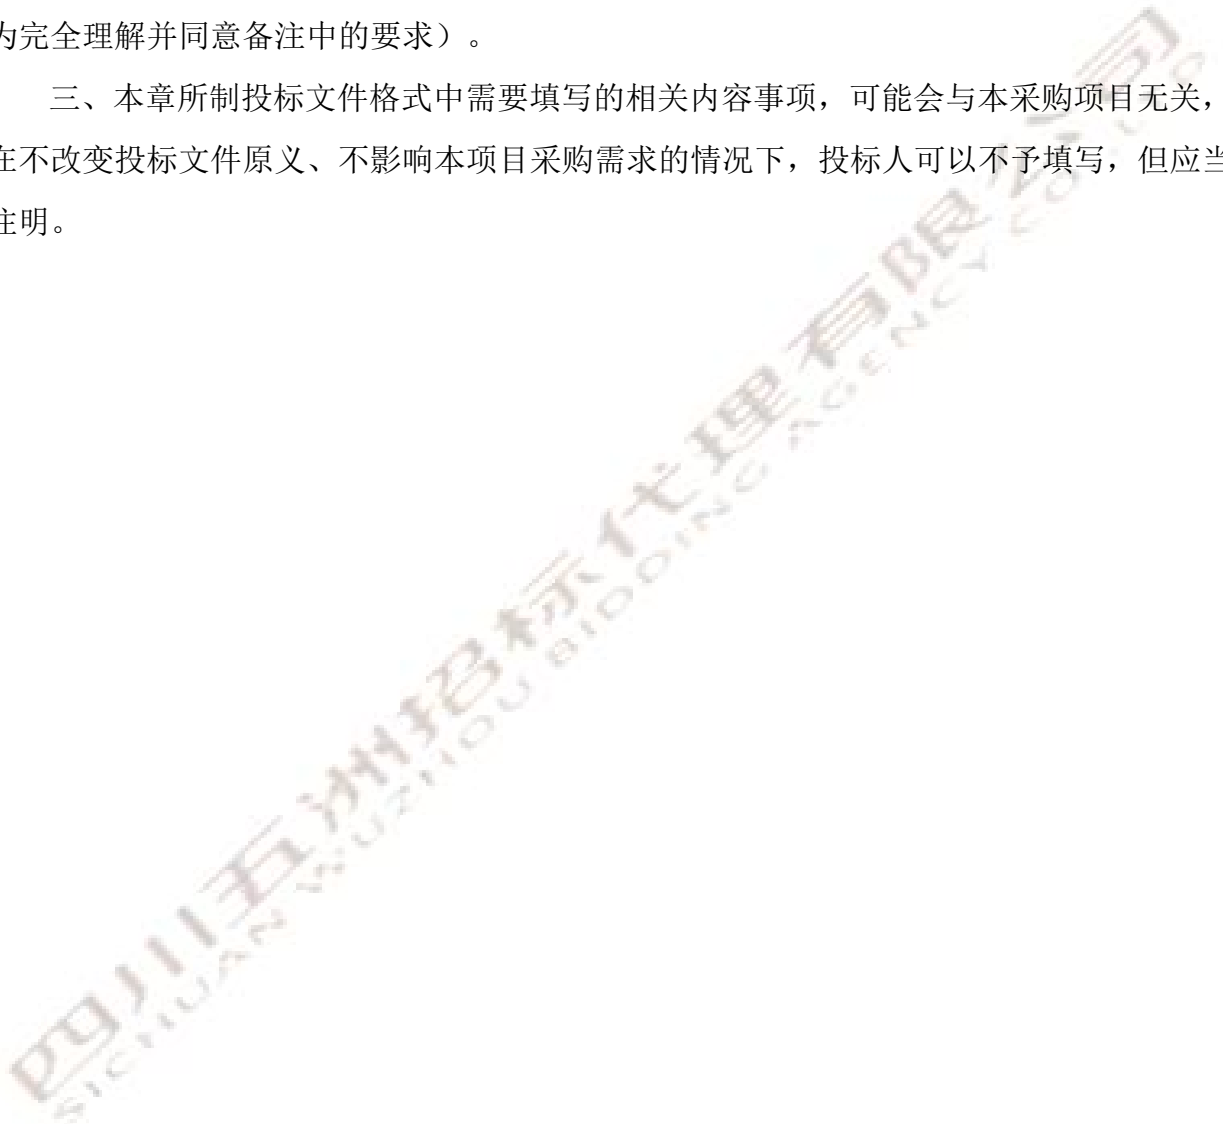 为完全理解并同意备注中的要求）。
三、本章所制投标文件格式中需要填写的相关内容事项，可能会与本采购项目无关，
在不改变投标文件原义、不影响本项目采购需求的情况下，投标人可以不予填写，但应当
注明。
四川五洲招标代理有限公司
SICHUAN WUZHOU BIDDING AGENCY CO LTD